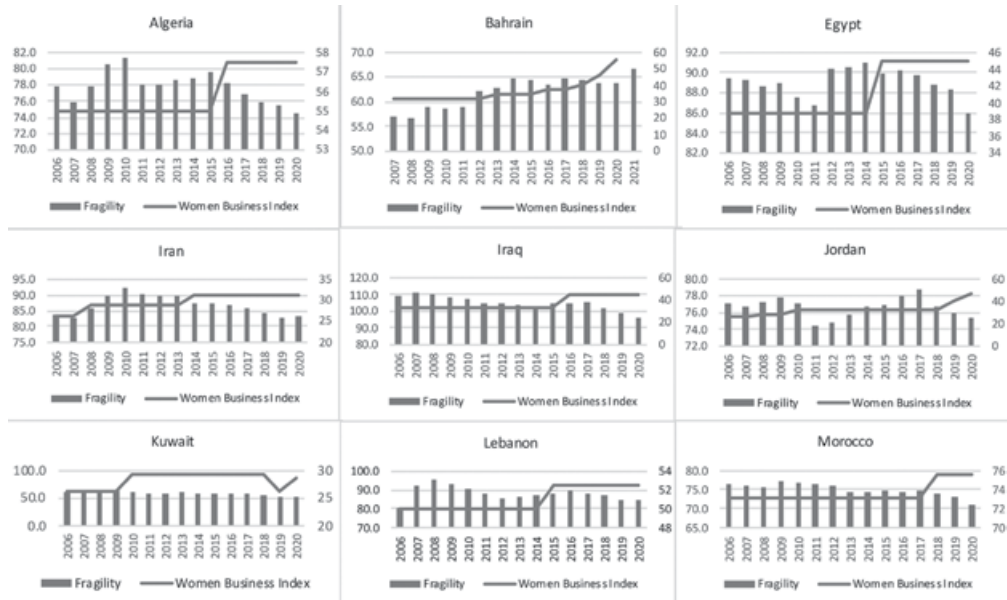 Algeria
82.0 58
80.0 57
78.0 56
76.0 55
74.0 54
72.0
70.0 53
2006 2007 2008 2009 2010 2011 2012 2013 2014 2015 2016 2017 2018 2019 2020
Fragility Women Business Index
Bahrain
70.0 60
50
65.0 40
60.0 30
55.0 20
10
50.0 0
2007 2008 2009 2010 2011 2012 2013 2014 2015 2016 2017 2018 2019 2020 2021
Fragility Women Business Index
Egypt
92.0 46
90.0 44
42
88.0 40
86.0 38
84.0 36
82.0 34
2006 2007 2008 2009 2010 2011 2012 2013 2014 2015 2016 2017 2018 2019 2020
Fragility Women Business Index
Iran
95.0 35
90.0 30
85.0
80.0 25
75.0 20
2006 2007 2008 2009 2010 2011 2012 2013 2014 2015 2016 2017 2018 2019 2020
Fragility Women Business Index
Iraq
110.0 60
100.0 40
90.0 20
80.0 0
2006 2007 2008 2009 2010 2011 2012 2013 2014 2015 2016 2017 2018 2019 2020
Fragility Women Business Index
Jordan
80.0 60
78.0 40
76.0
74.0 20
72.0 0
2006 2007 2008 2009 2010 2011 2012 2013 2014 2015 2016 2017 2018 2019 2020
Fragility Women Business Index
Kuwait
100.0 30
50.0 25
0.0 20
2006 2007 2008 2009 2010 2011 2012 2013 2014 2015 2016 2017 2018 2019 2020
Fragility Women Business Index
Lebanon
100.0 54
90.0 52
80.0 50
70.0 48
2006 2007 2008 2009 2010 2011 2012 2013 2014 2015 2016 2017 2018 2019 2020
Fragility Women Business Index
Morocco
80.0 76
75.0 74
70.0 72
65.0 70
2006 2007 2008 2009 2010 2011 2012 2013 2014 2015 2016 2017 2018 2019 2020
Fragility Women Business Index